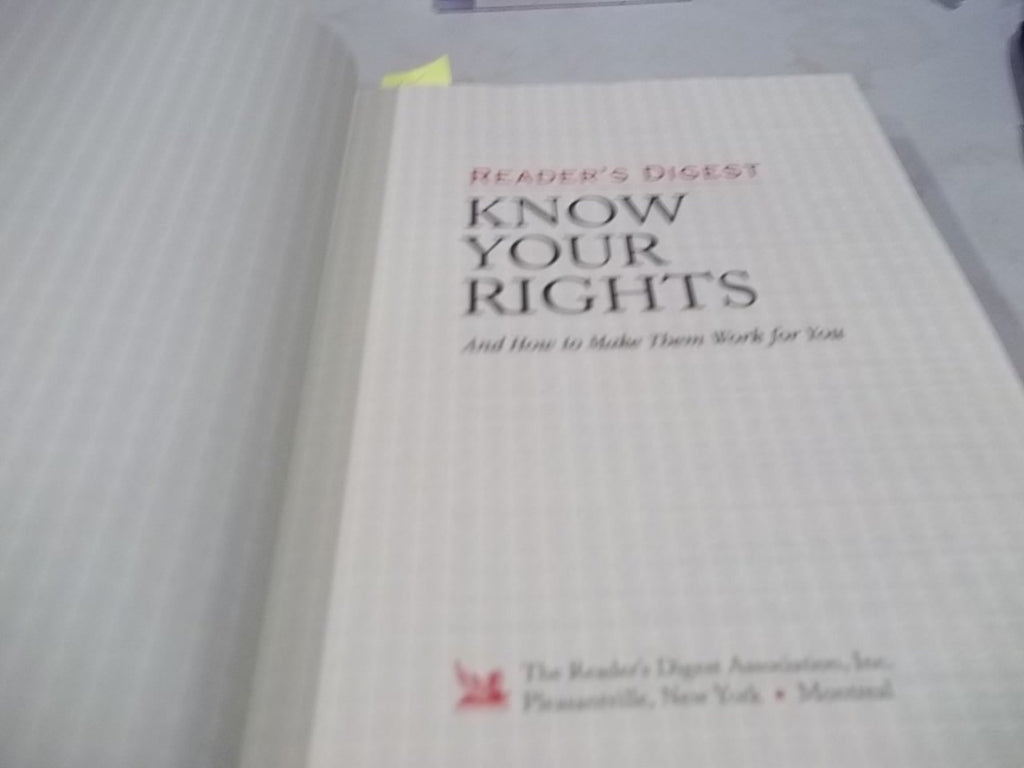 READER'S DIGEST
KNOW
YOUR
RIGHTS
And How to Make Them Work for You
The Reader's Digest Association, Inc.
Pleasantville, New York • Montreal